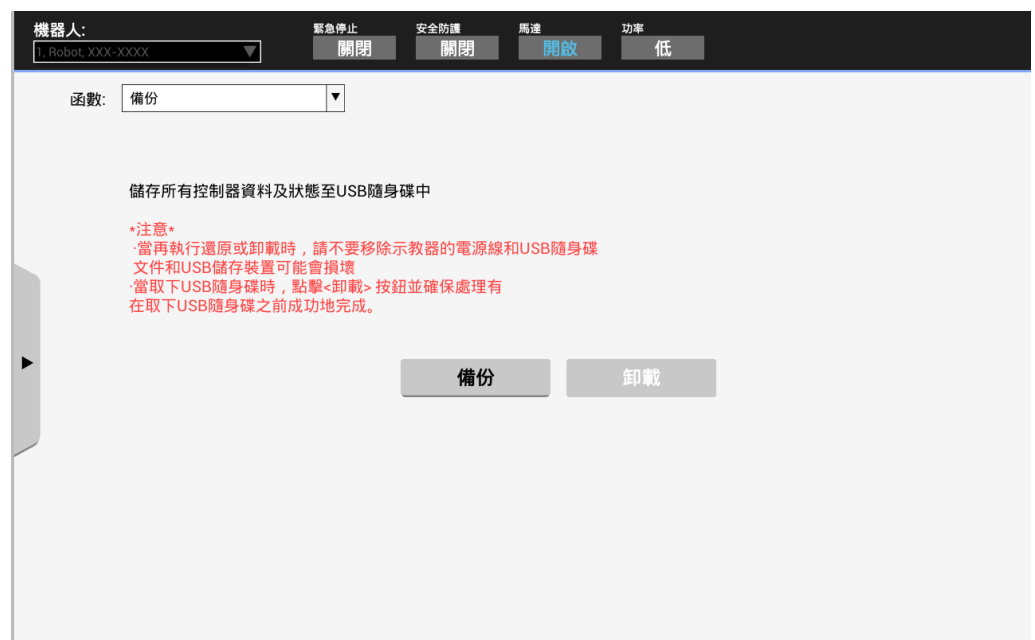 機器人:
緊急停止 安全防護 馬達 功率
1, Robot, XXX-XXXX 關閉 關閉 開啟 低
函數: 備份
儲存所有控制器資料及狀態至USB隨身碟中
*注意*
·當再執行還原或卸載時，請不要移除示教器的電源線和USB隨身碟
文件和USB儲存裝置可能會損壞
·當取下USB隨身碟時，點擊<卸載> 按鈕並確保處理有
在取下USB隨身碟之前成功地完成。
備份 卸載